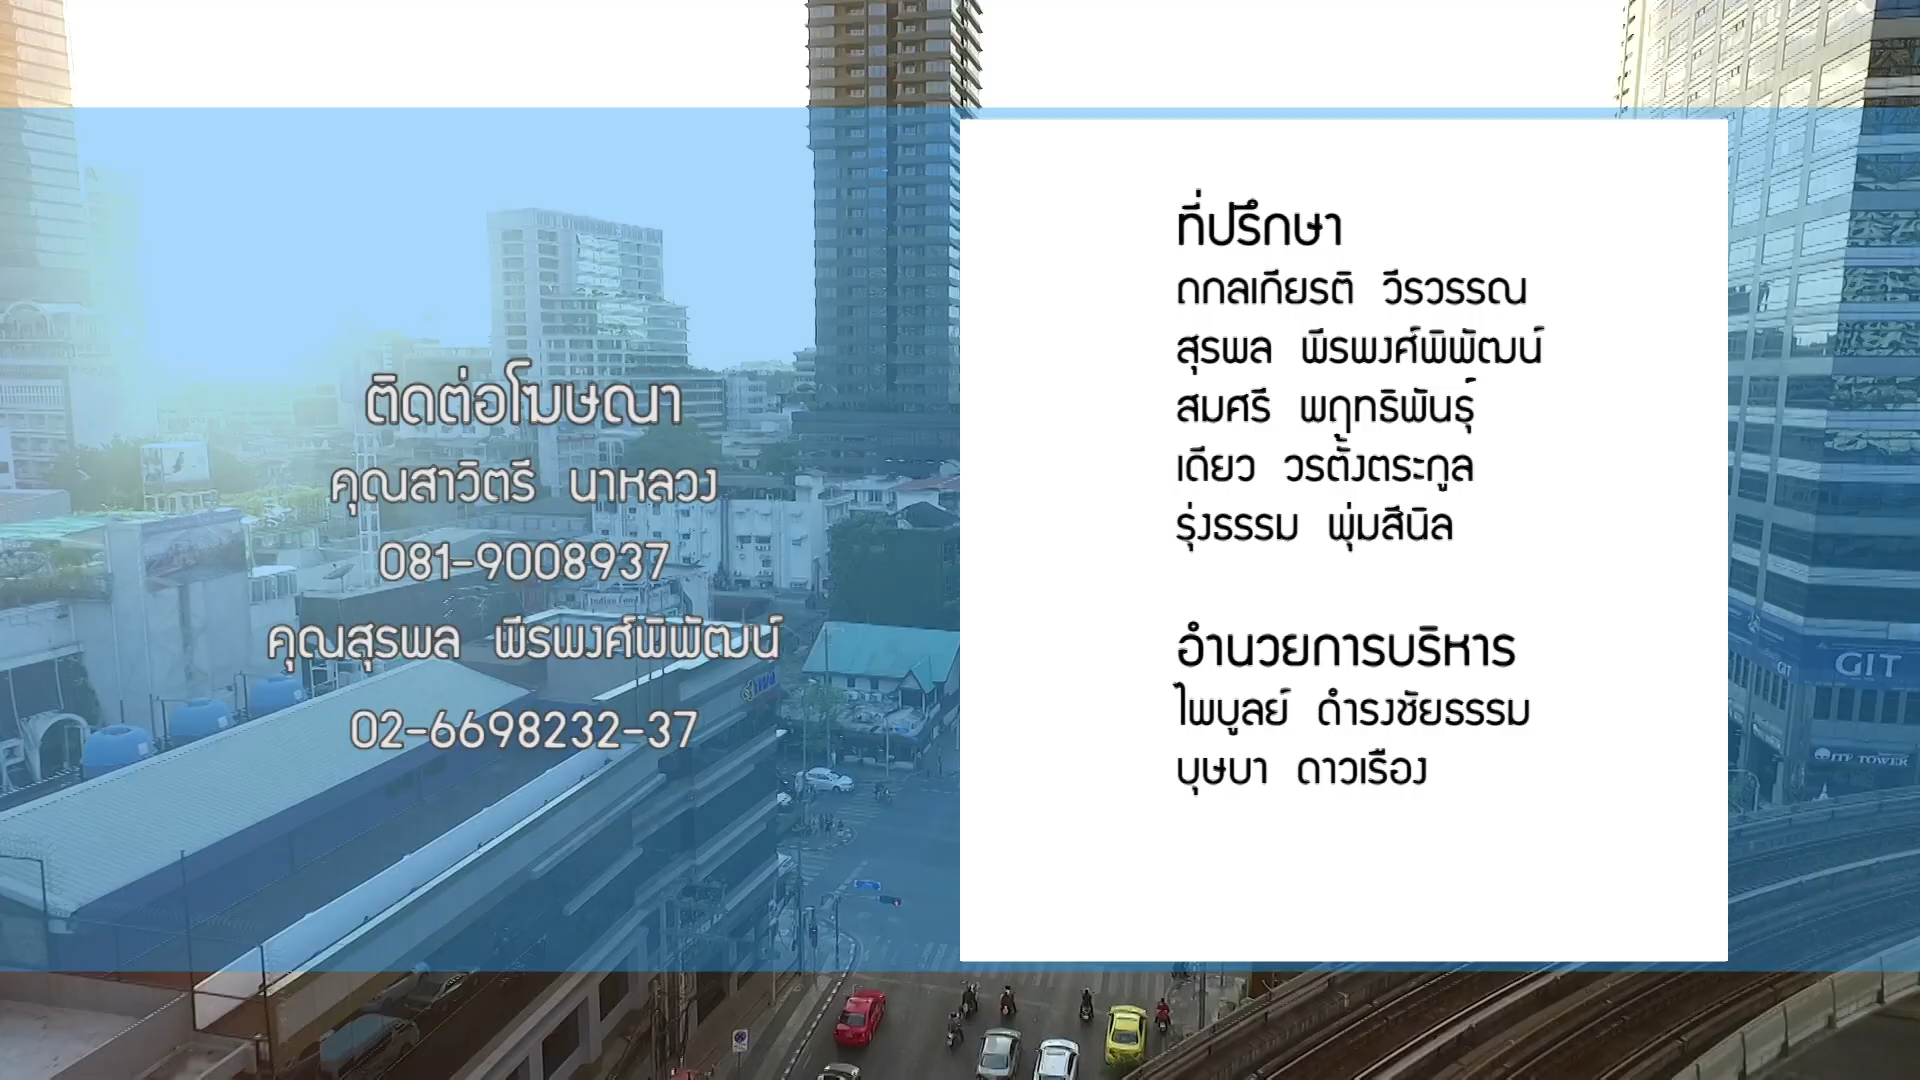 ติดต่อโฆษณา
คุณสาวิตรี นาหลวง
081-9008937
คุณสุรพล พีรพงศ์พิพัฒน์
02-6698232-37
ที่ปรึกษา
ถกลเกียรติ วีรวรรณ
สุรพล พีรพงศ์พิพัฒน์
สมศรี พฤทธิพันธุ์
เดียว วรตั้งตระกูล
รุ่งธรรม พุ่มสีนิล
อำนวยการบริหาร
ไพบูลย์ ดำรงชัยธรรม
บุษบา ดาวเรือง
GIT
GIT
ITF TOWER
Indian Food